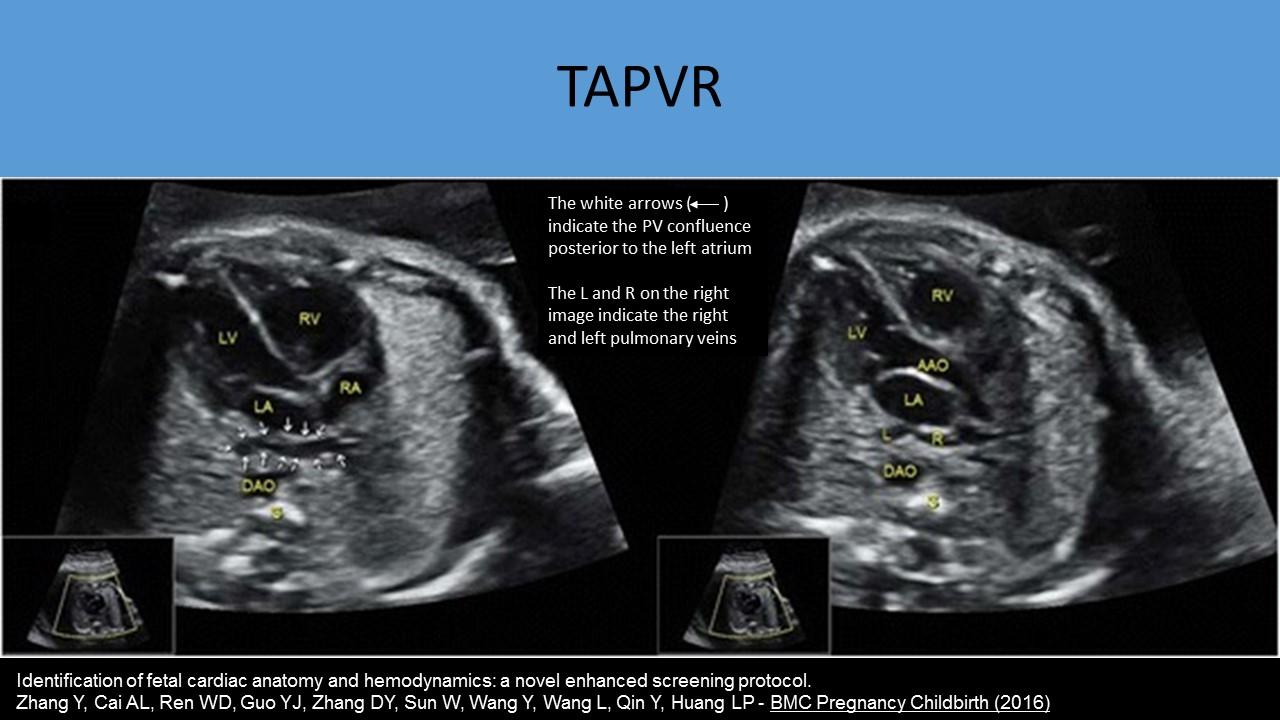 TAPVR
The white arrows ( )
indicate the PV confluence
posterior to the left atrium
The L and R on the right
image indicate the right
and left pulmonary veins
RV
LV
RA
LA
DAO
S
RV
LV
AAO
LA
L R
DAO
S
Identification of fetal cardiac anatomy and hemodynamics: a novel enhanced screening protocol.
Zhang Y, Cai AL, Ren WD, Guo YJ, Zhang DY, Sun W, Wang Y, Wang L, Qin Y, Huang LP - BMC Pregnancy Childbirth (2016)